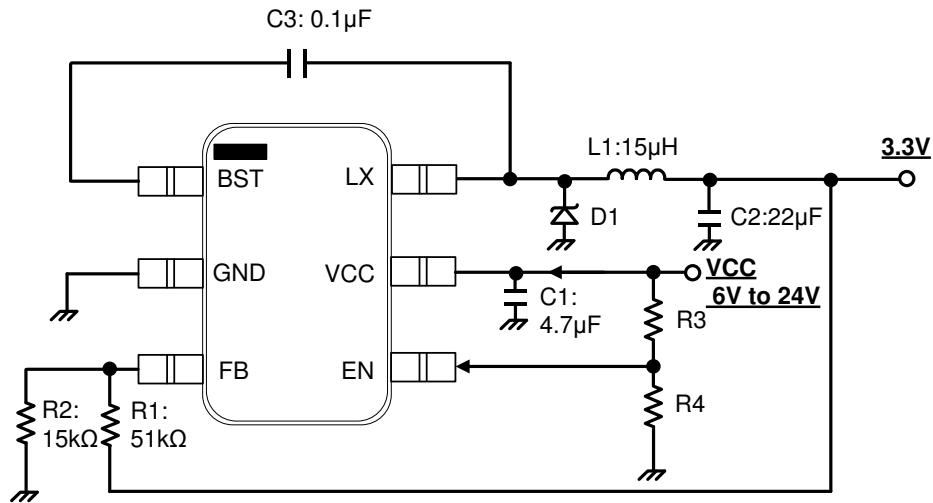 C3: 0.1µF
BST
LX
L1:15µH
3.3V
D1
C2:22µF
GND
VCC
C1:
4.7µF
VCC
6V to 24V
R3
FB
EN
R4
R2:
15kΩ
R1:
51kΩ